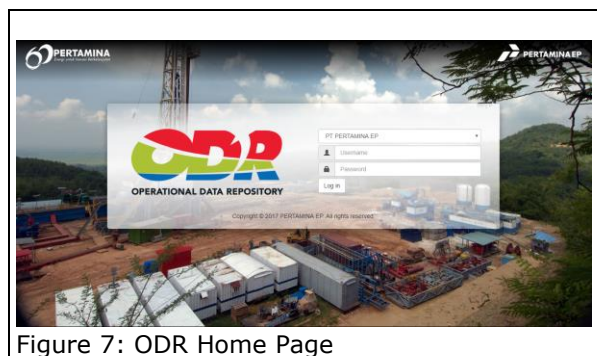 60 PERTAMINA
PERTAMINA EP
ODR
OPERATIONAL DATA REPOSITORY
PT PERTAMINA EP
Username
Password
Log in
Copyright © 2017 PERTAMINA EP. All rights reserved
Figure 7: ODR Home Page